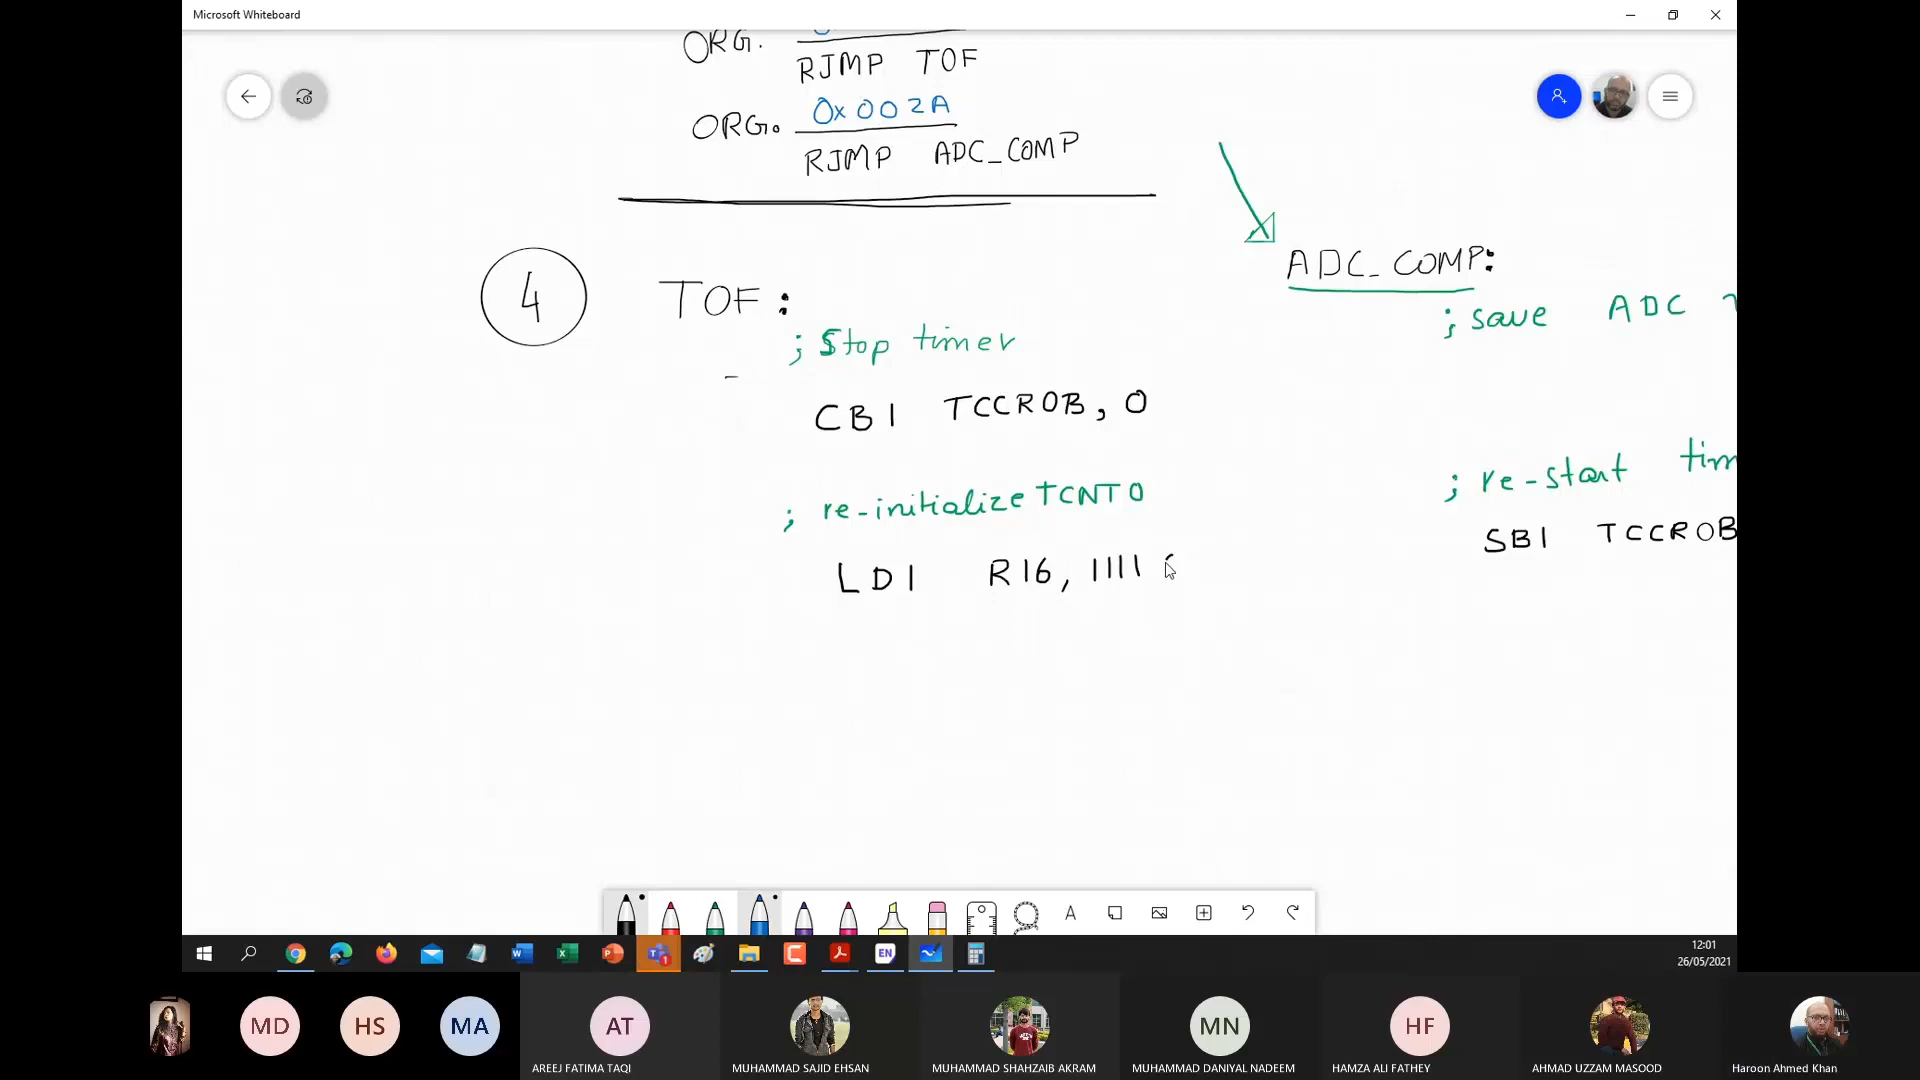 Microsoft Whiteboard
ORG.
RJMP TOF
ORG. 0x002A
RJMP ADC_COMP
4
TOF :
; Stop timer
CBI TCCR0B, 0
; re-initialize TCNT0
LDI R16, 1111
ADC_COMP:
; save ADC
; re-start tim
SBI TCCR0B
A
W
X
P
T
1
EN
12:01
26/05/2021
MD
HS
MA
AT
AREEJ FATIMA TAQI
MUHAMMAD SAJID EHSAN
MUHAMMAD SHAHZAIB AKRAM
MN
MUHAMMAD DANIYAL NADEEM
HF
HAMZA ALI FATHEY
AHMAD UZZAM MASOOD
Haroon Ahmed Khan